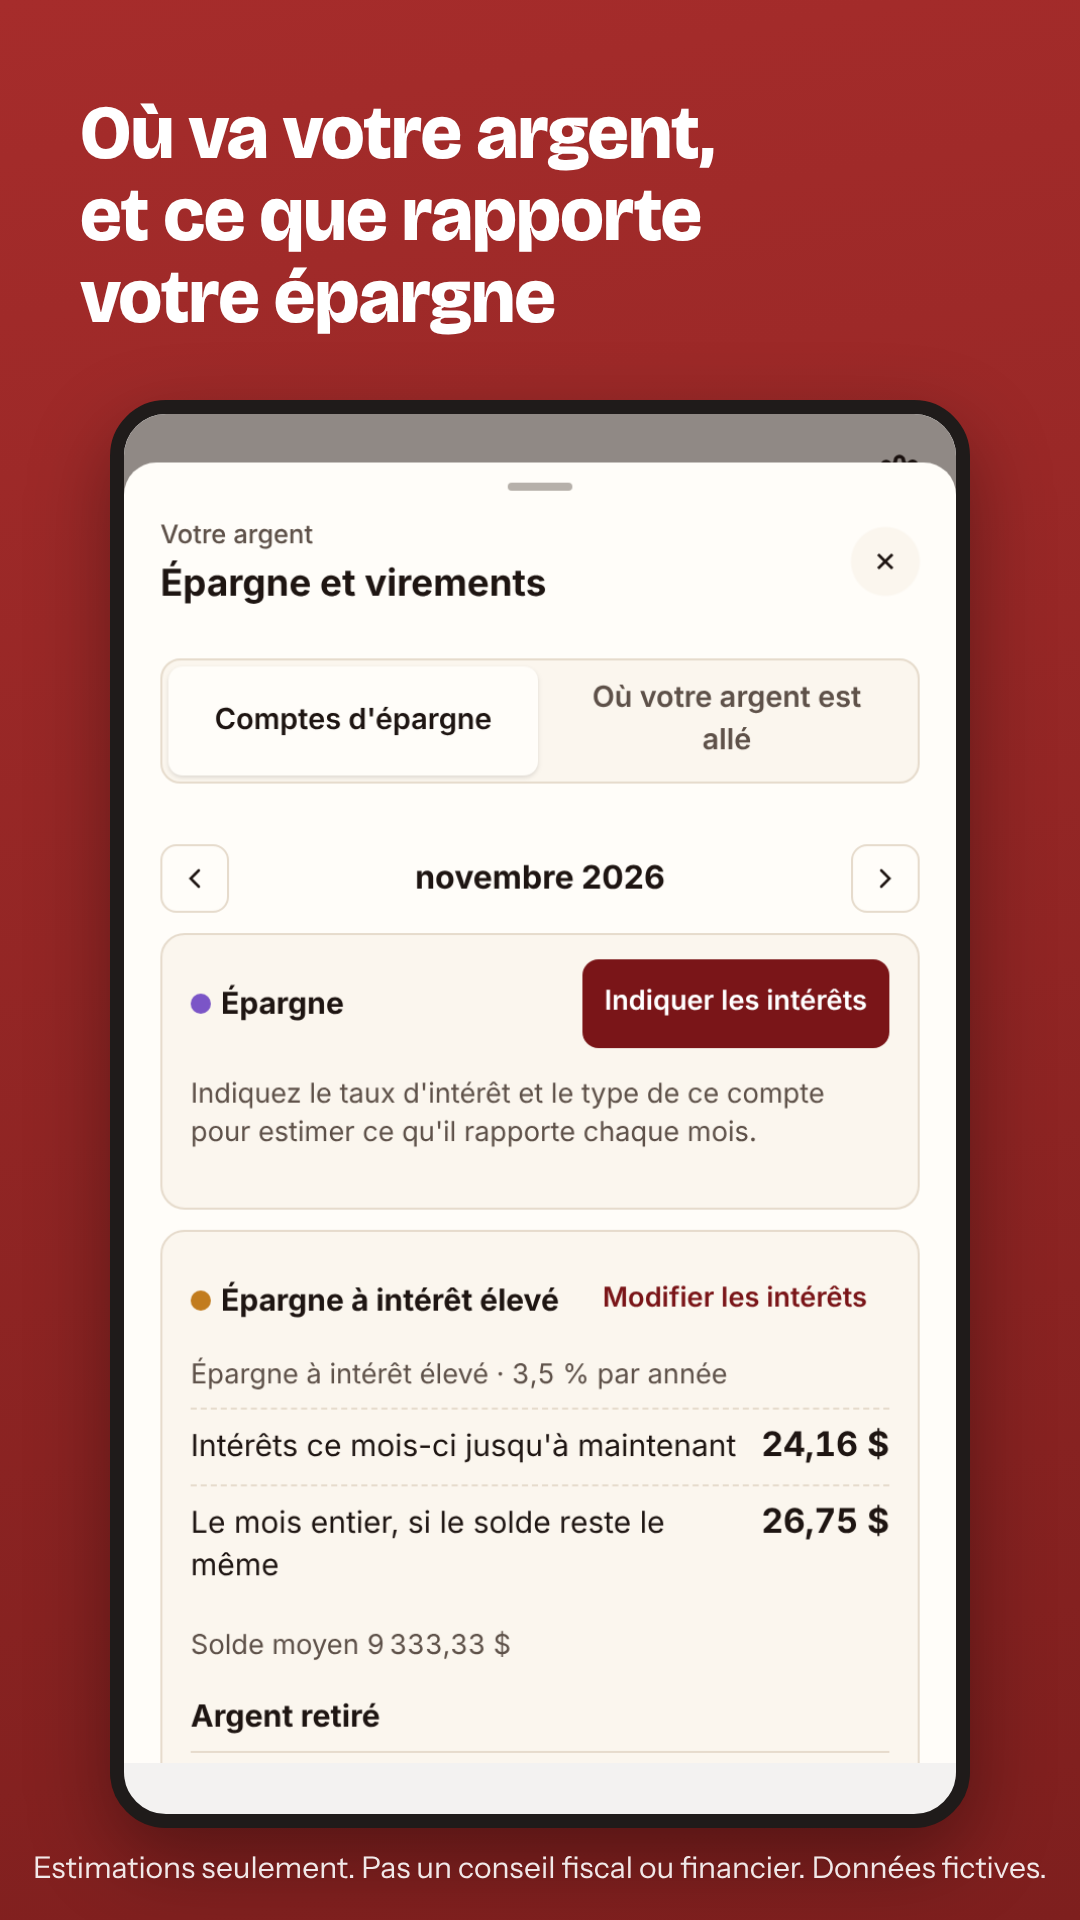 Où va votre argent,
et ce que rapporte
votre épargne
Votre argent
Épargne et virements
Comptes d'épargne
Où votre argent est
allé
novembre 2026
Épargne
Indiquer les intérêts
Indiquez le taux d'intérêt et le type de ce compte
pour estimer ce qu'il rapporte chaque mois.
Épargne à intérêt élevé
Modifier les intérêts
Épargne à intérêt élevé · 3,5 % par année
Intérêts ce mois-ci jusqu'à maintenant 24,16 $
Le mois entier, si le solde reste le 26,75 $
même
Solde moyen 9 333,33 $
Argent retiré
Estimations seulement. Pas un conseil fiscal ou financier. Données fictives.